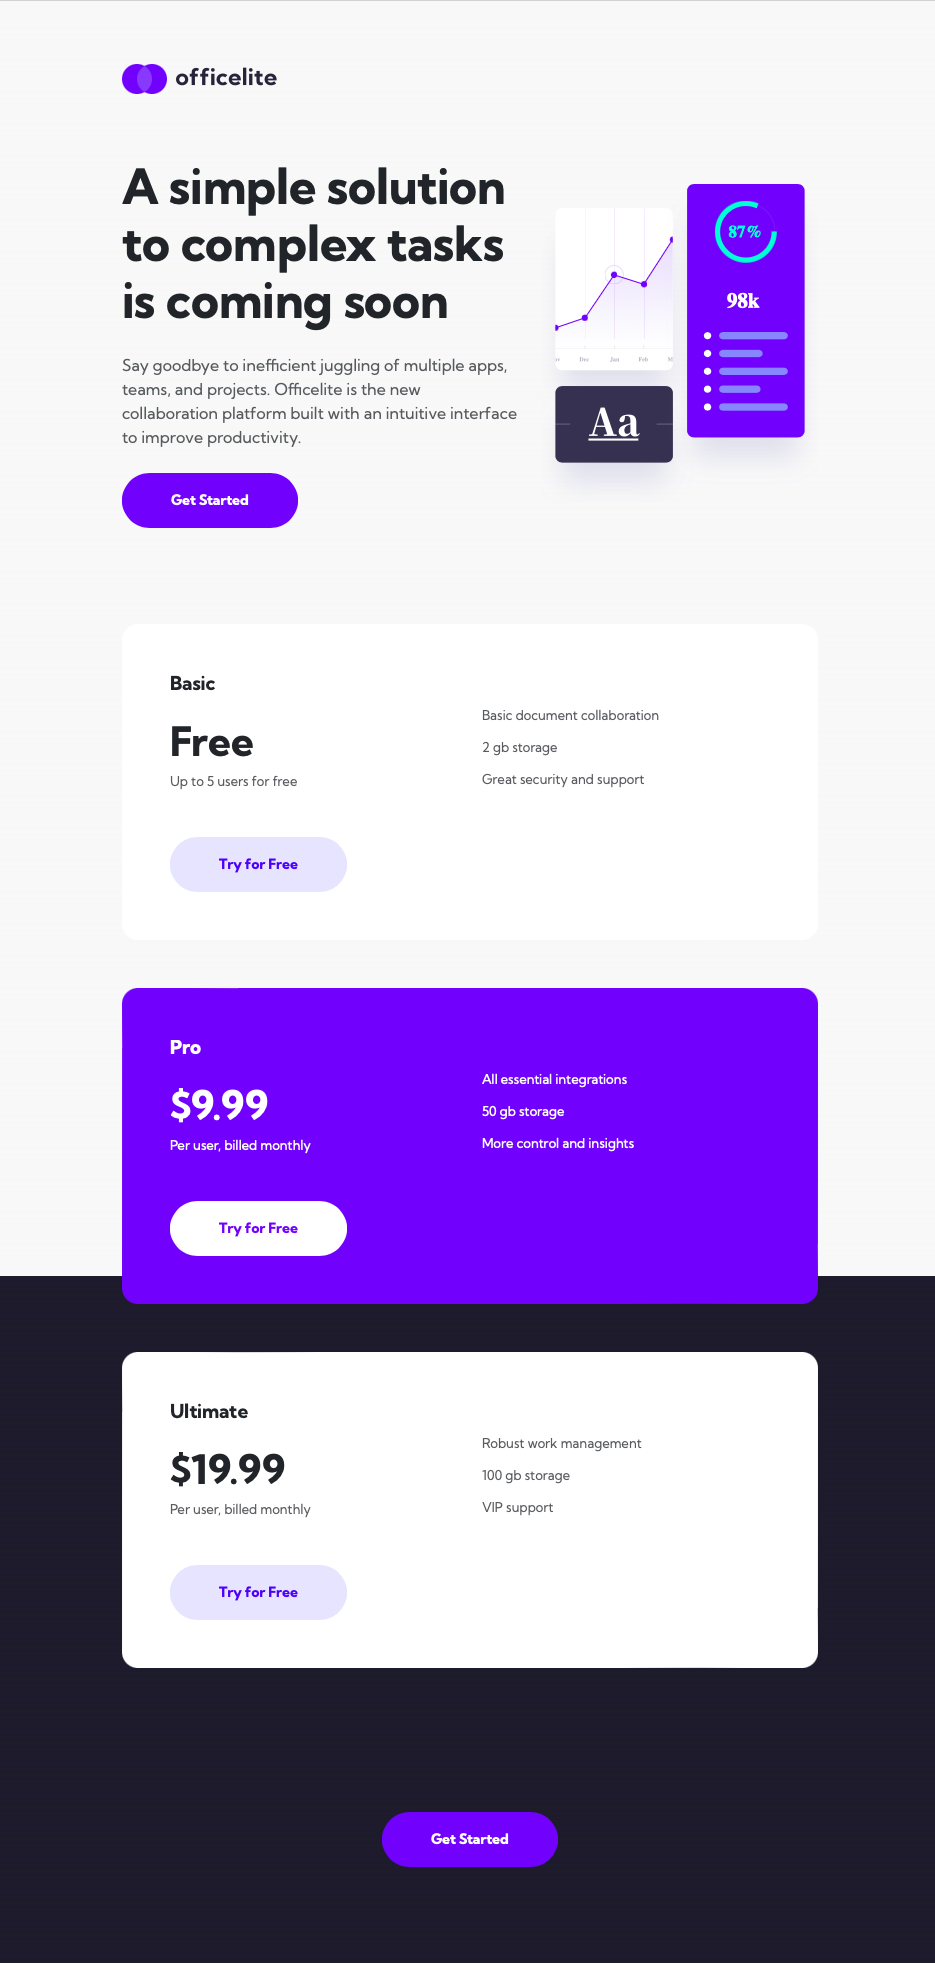 officelite
A simple solution
to complex tasks
is coming soon
Say goodbye to inefficient juggling of multiple apps,
teams, and projects. Officelite is the new
collaboration platform built with an intuitive interface
to improve productivity.
Get Started
87%
98k
Dec Jan Feb
Aa
Basic
Free
Up to 5 users for free
Basic document collaboration
2 gb storage
Great security and support
Try for Free
Pro
$9.99
Per user, billed monthly
All essential integrations
50 gb storage
More control and insights
Try for Free
Ultimate
$19.99
Per user, billed monthly
Robust work management
100 gb storage
VIP support
Try for Free
Get Started